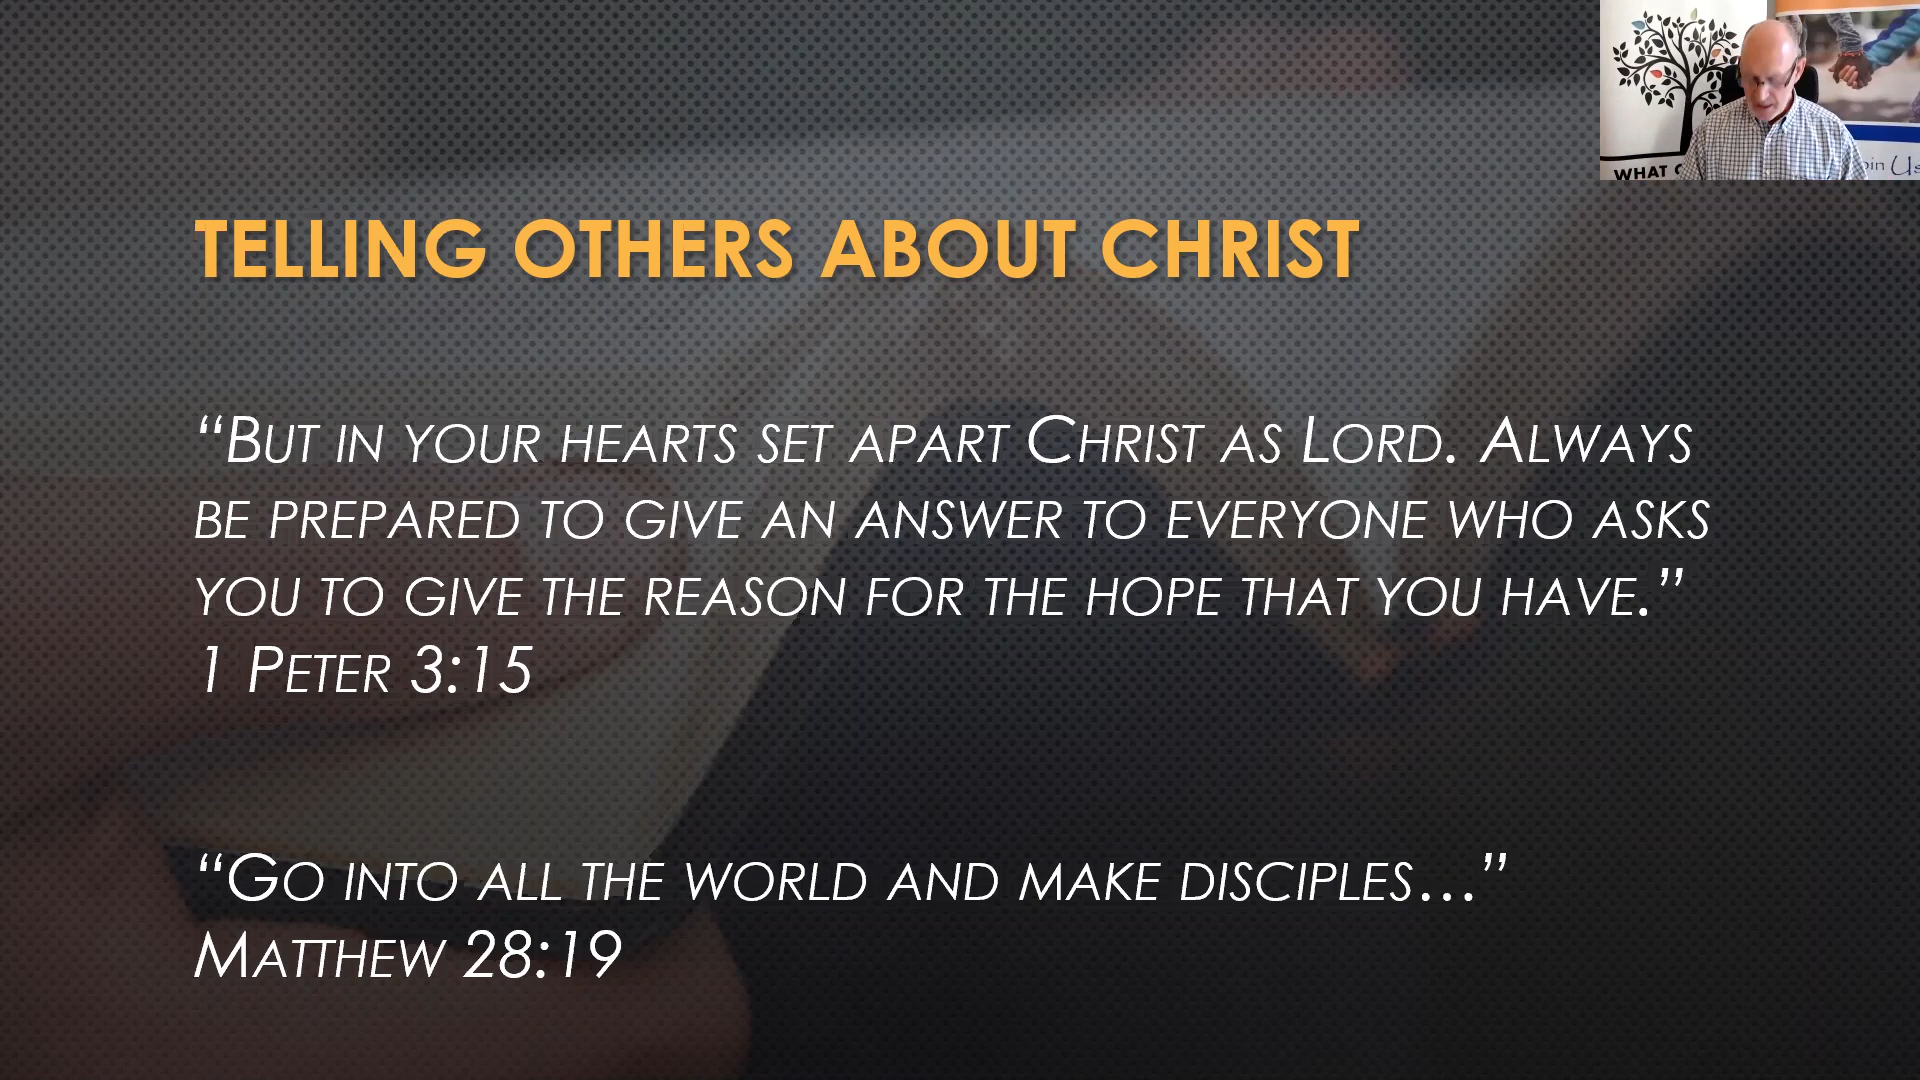 WHAT
Us
TELLING OTHERS ABOUT CHRIST
“BUT IN YOUR HEARTS SET APART CHRIST AS LORD. ALWAYS
BE PREPARED TO GIVE AN ANSWER TO EVERYONE WHO ASKS
YOU TO GIVE THE REASON FOR THE HOPE THAT YOU HAVE.”
1 PETER 3:15
“GO INTO ALL THE WORLD AND MAKE DISCIPLES…”
MATTHEW 28:19